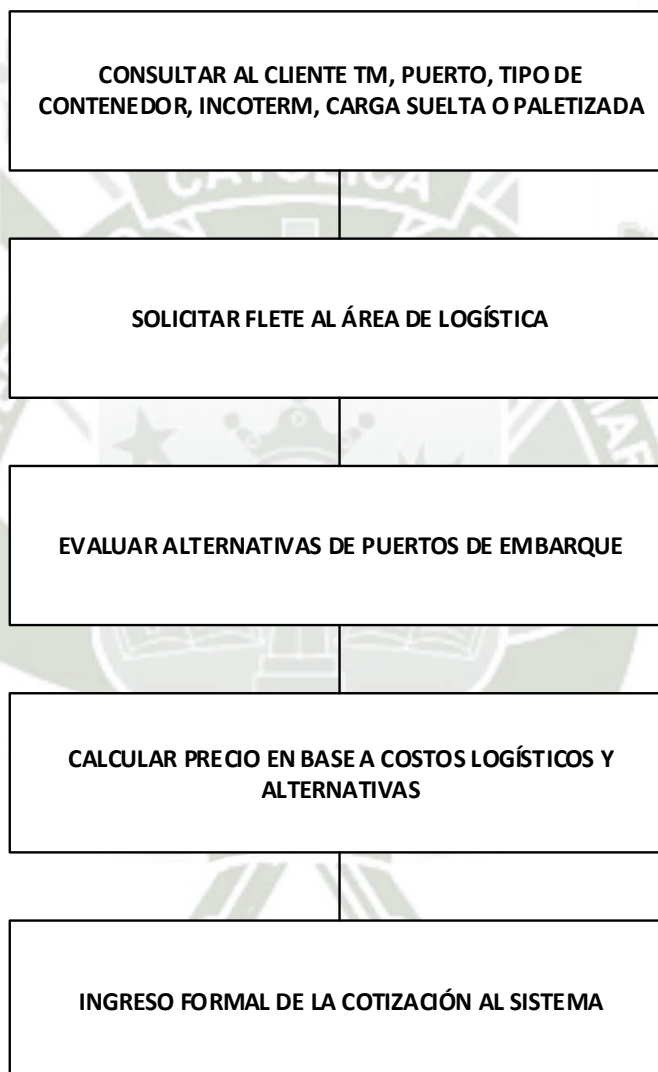 CONSULTAR AL CLIENTE TM, PUERTO, TIPO DE
CONTENEDOR, INCOTERM, CARGA SUELTA O PALETIZADA
CATOLICA
SOLICITAR FLETE AL ÁREA DE LOGÍSTICA
EVALUAR ALTERNATIVAS DE PUERTOS DE EMBARQUE
CALCULAR PRECIO EN BASE A COSTOS LOGÍSTICOS Y
ALTERNATIVAS
INGRESO FORMAL DE LA COTIZACIÓN AL SISTEMA